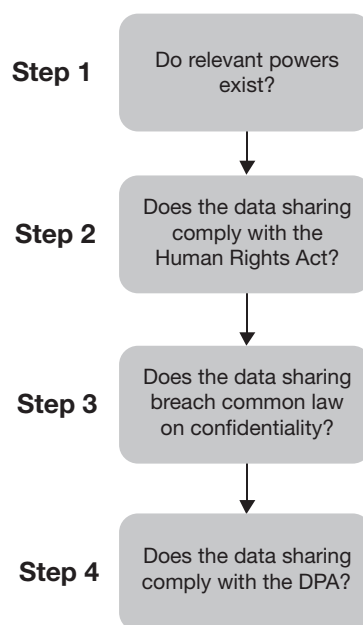 Step 1
Do relevant powers
exist?
Step 2
Does the data sharing
comply with the
Human Rights Act?
Step 3
Does the data sharing
breach common law
on confidentiality?
Step 4
Does the data sharing
comply with the DPA?